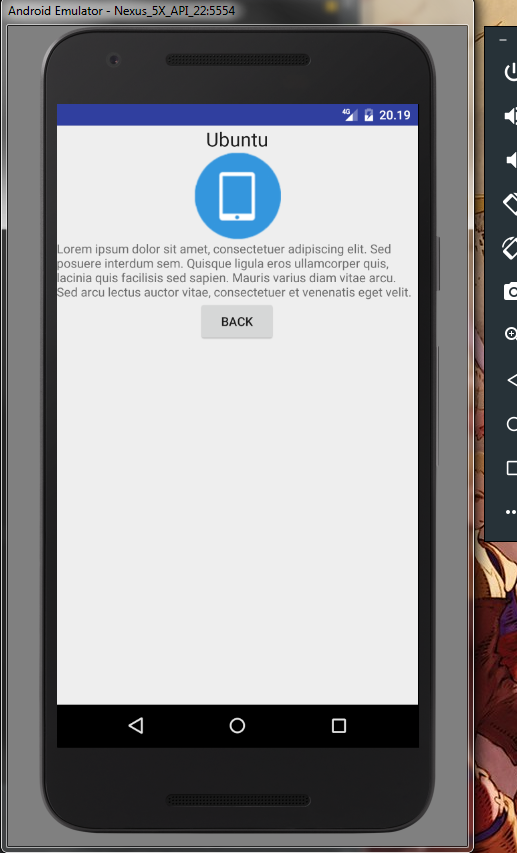 Android Emulator - Nexus_5X_API_22:5554
4G 20.19
Ubuntu
Lorem ipsum dolor sit amet, consectetuer adipiscing elit. Sed
posuere interdum sem. Quisque ligula eros ullamcorper quis,
lacinia quis facilisis sed sapien. Mauris varius diam vitae arcu.
Sed arcu lectus auctor vitae, consectetuer et venenatis eget velit.
BACK